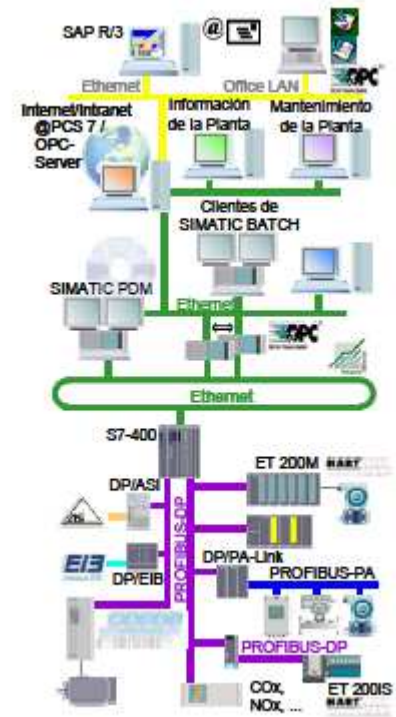 SAP R/3
@
Ethernet
Office LAN
OPC
Internet/Intranet
@PCS 7 /
OPC-
Server
Información
de la Planta
Mantenimiento
de la Planta
Clientes de
SIMATIC BATCH
SIMATIC PDM
Ethernet
OPC
Ethernet
S7-400
DP/ASI
ET 200M
HART
PROFIBUS-DP
EIB
DP/EIB
DP/PA-Link
PROFIBUS-PA
PROFIBUS-DP
COx,
NOx, ...
ET 200IS
HART